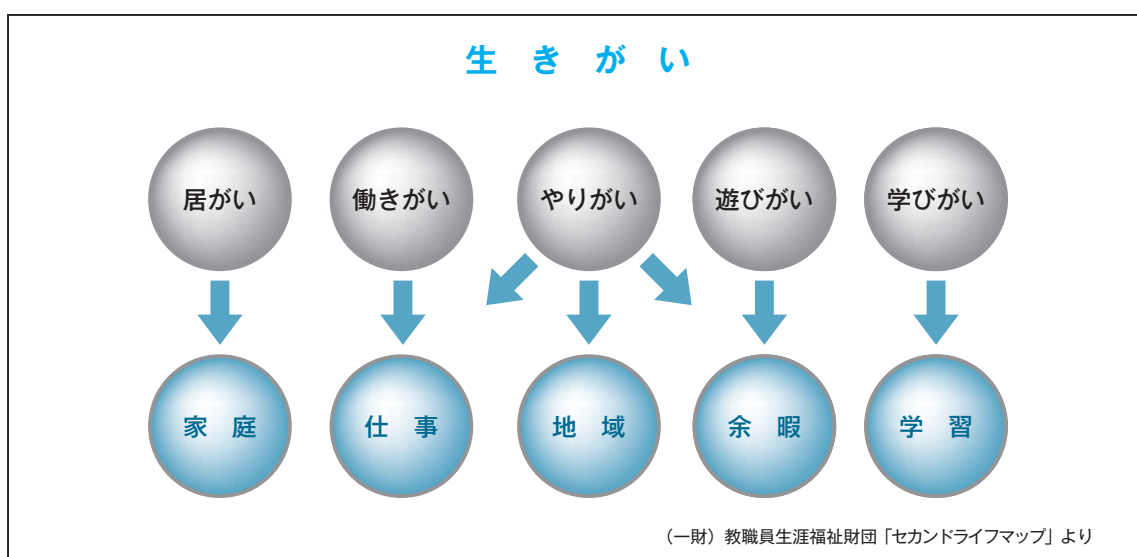 生きがい
居がい 働きがい やりがい 遊びがい 学びがい
家庭 仕事 地域 余暇 学習
（一財）教職員生涯福祉財団「セカンドライフマップ」より